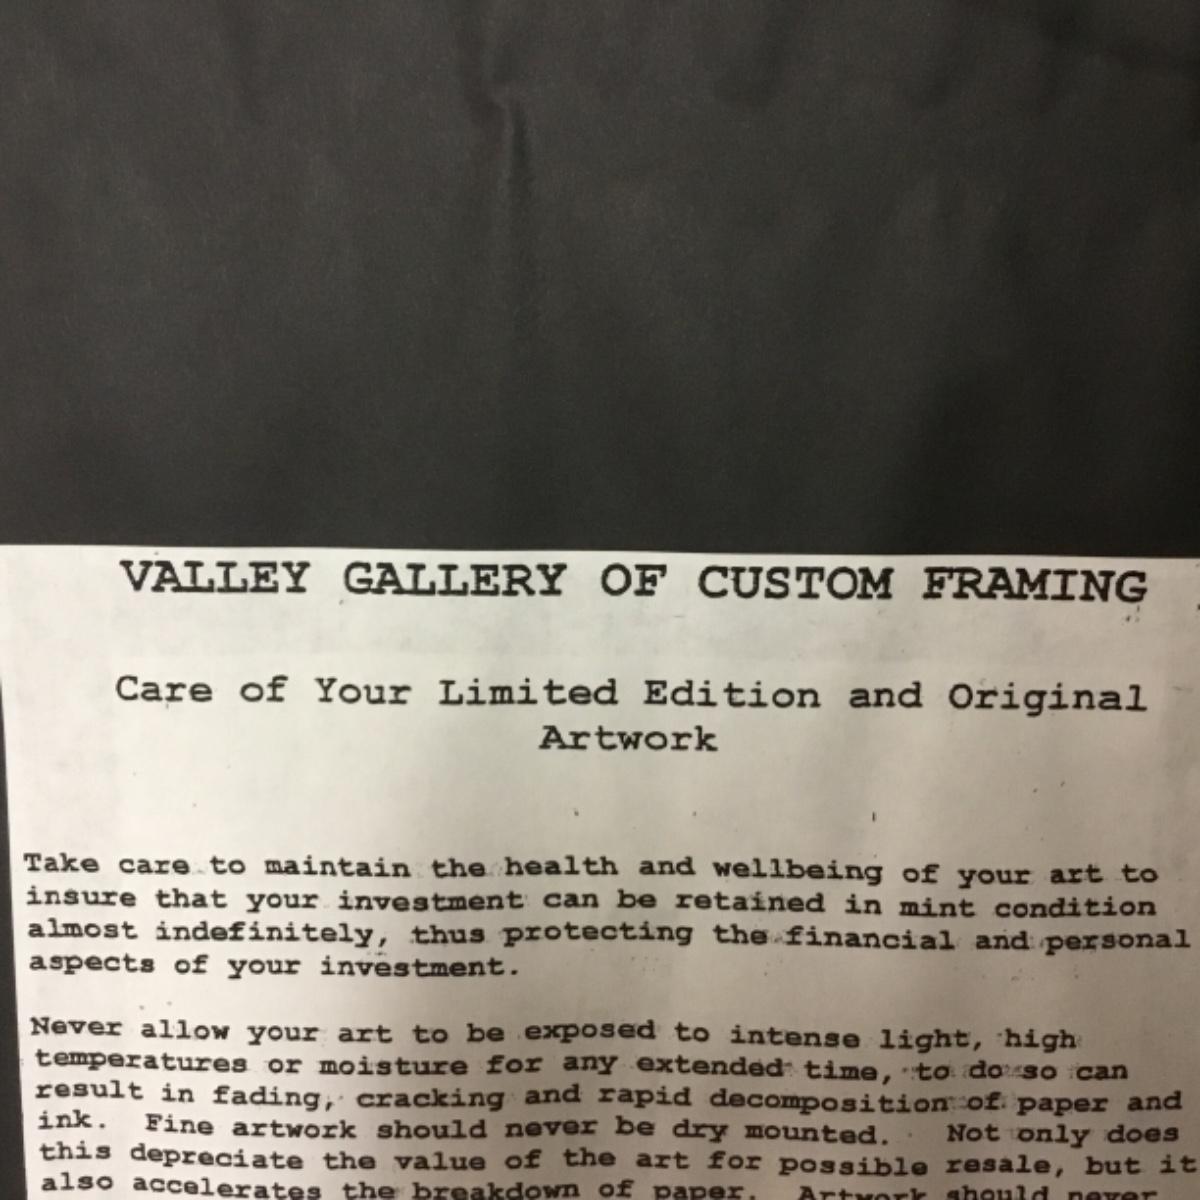 VALLEY GALLERY OF CUSTOM FRAMING
Care of Your Limited Edition and Original
Artwork
Take care to maintain the health and wellbeing of your art to
insure that your investment can be retained in mint condition
almost indefinitely, thus protecting the financial and personal
aspects of your investment.
Never allow your art to be exposed to intense light, high
temperatures or moisture for any extended time, to do so can
result in fading, cracking and rapid decomposition of paper and
ink. Fine artwork should never be dry mounted. Not only does
this depreciate the value of the art for possible resale, but it
also accelerates the breakdown of paper. Artwork should never